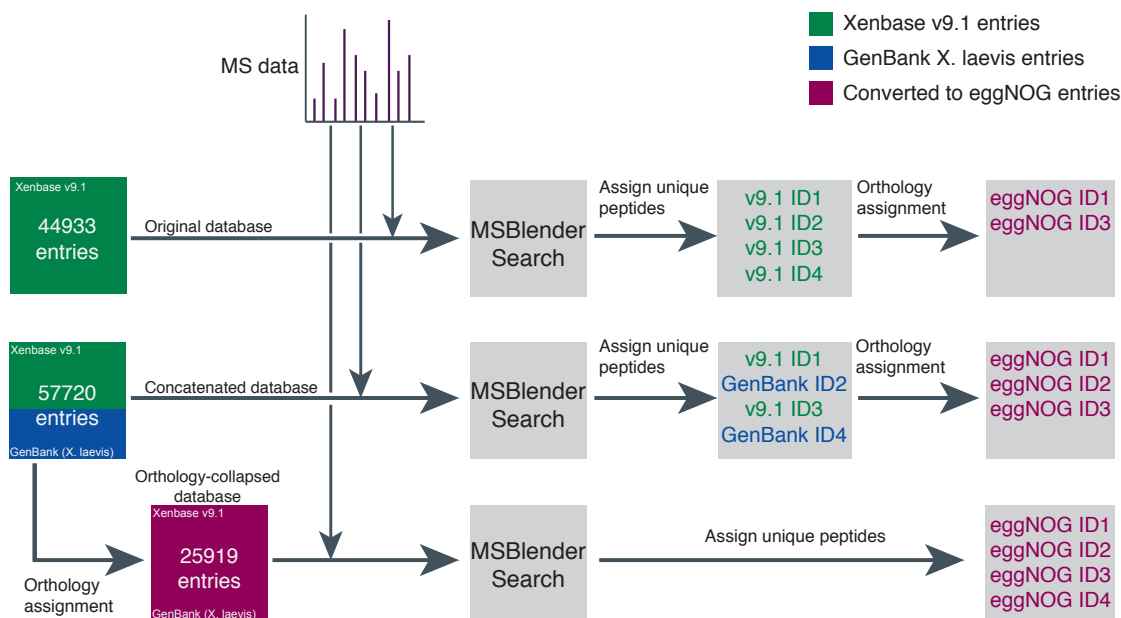 MS data
Xenbase v9.1 entries
GenBank X. laevis entries
Converted to eggNOG entries
Xenbase v9.1
44933
entries
Original database
MSBlender
Search
Assign unique
peptides
v9.1 ID1
v9.1 ID2
v9.1 ID3
v9.1 ID4
Orthology
assignment
eggNOG ID1
eggNOG ID3
Xenbase v9.1
57720
entries
GenBank (X. laevis)
Concatenated database
MSBlender
Search
Assign unique
peptides
v9.1 ID1
GenBank ID2
v9.1 ID3
GenBank ID4
Orthology
assignment
eggNOG ID1
eggNOG ID2
eggNOG ID3
Orthology
assignment
Orthology-collapsed
database
Xenbase v9.1
25919
entries
GenBank (X. laevis)
MSBlender
Search
Assign unique peptides
eggNOG ID1
eggNOG ID2
eggNOG ID3
eggNOG ID4